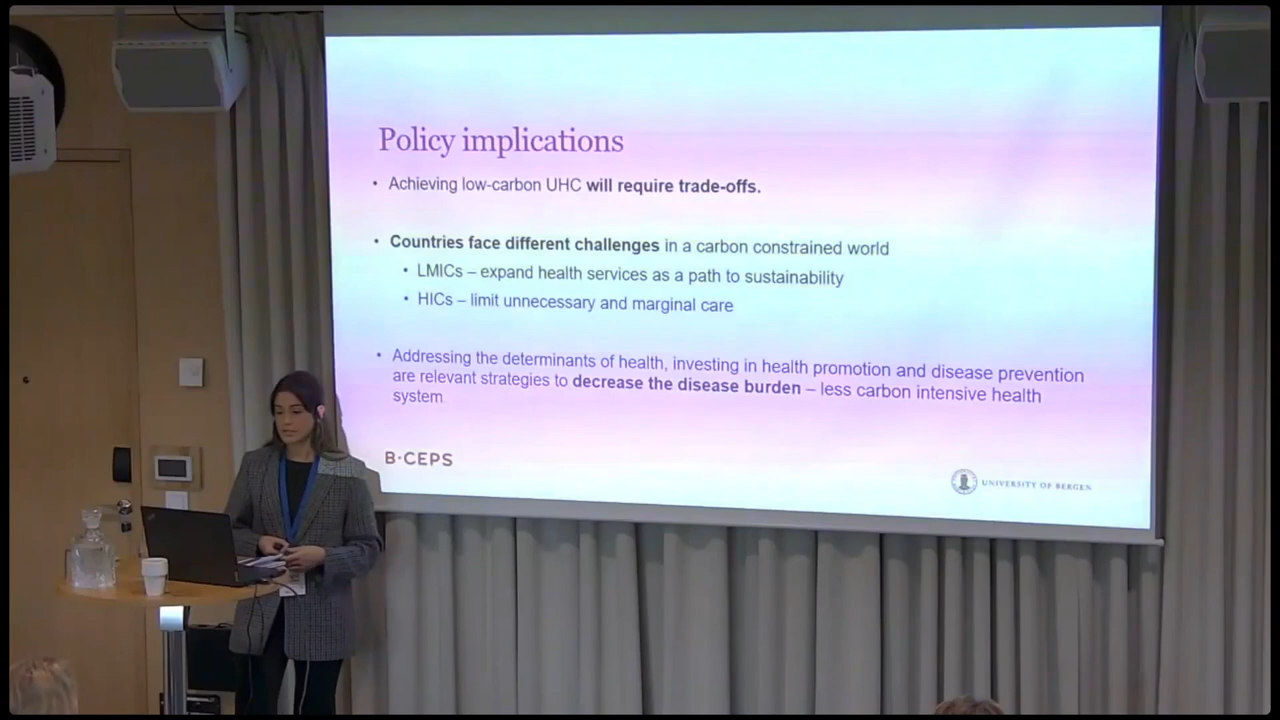 Policy implications
• Achieving low-carbon UHC will require trade-offs.
• Countries face different challenges in a carbon constrained world
• LMICs – expand health services as a path to sustainability
• HICs – limit unnecessary and marginal care
• Addressing the determinants of health, investing in health promotion and disease prevention
are relevant strategies to decrease the disease burden – less carbon intensive health
system
B·CEPS
UNIVERSITY OF BERGEN